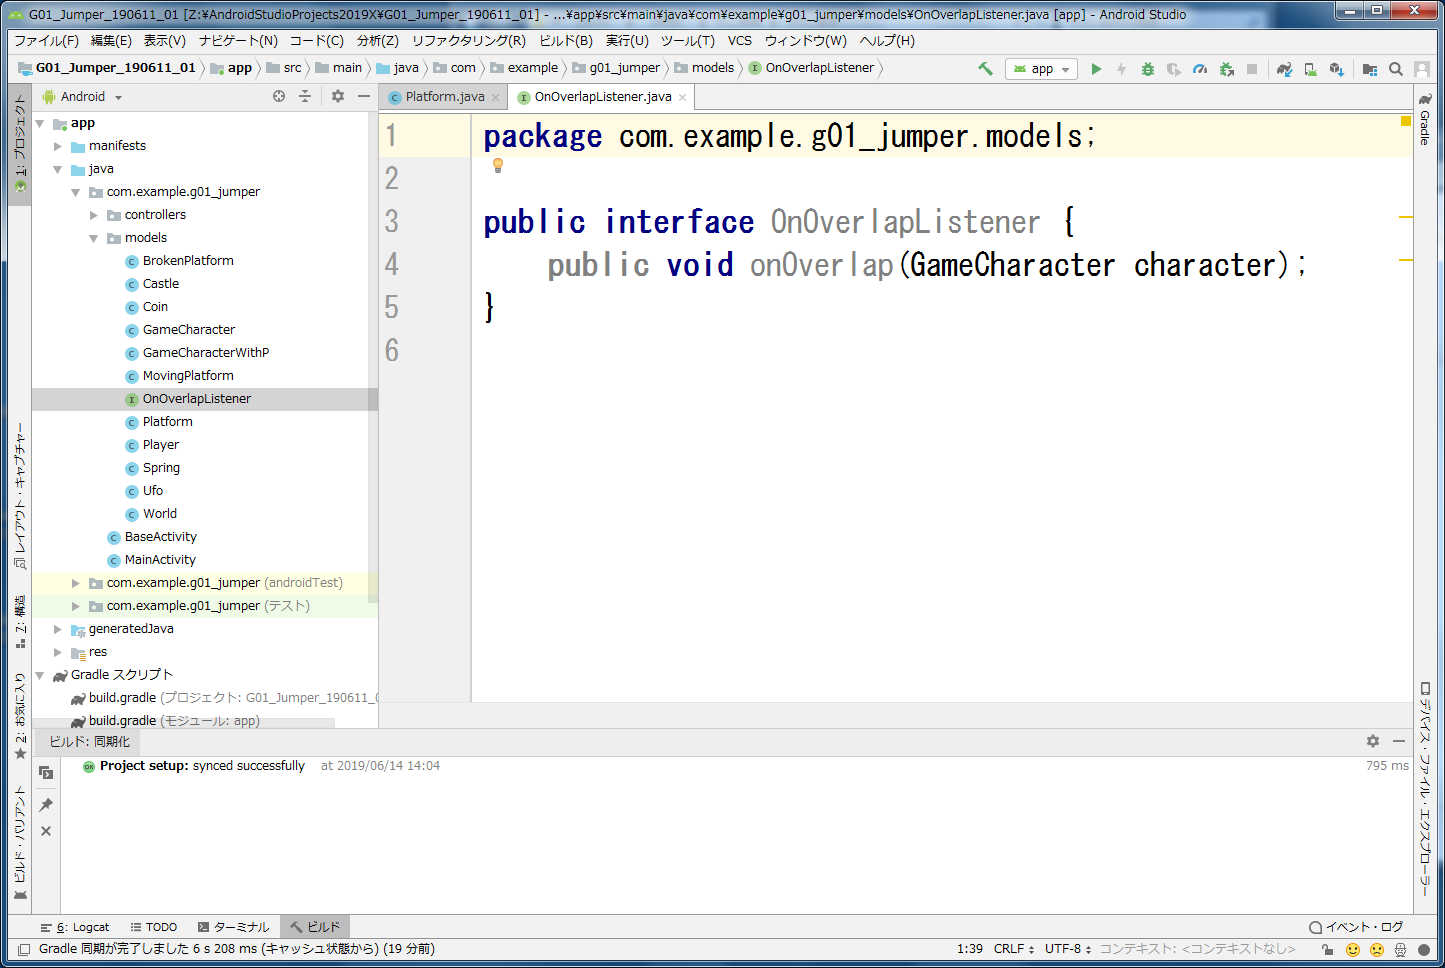 G01_Jumper_190611_01 [Z:¥AndroidStudioProjects2019X¥G01_Jumper_190611_01] - ...¥app¥src¥main¥java¥com¥example¥g01_jumper¥models¥OnOverlapListener.java [app] - Android Studio
ファイル(F) 編集(E) 表示(V) ナビゲート(N) コード(C) 分析(Z) リファクタリング(R) ビルド(B) 実行(U) ツール(T) VCS ウィンドウ(W) ヘルプ(H)
G01_Jumper_190611_01 app src main java com example g01_jumper models OnOverlapListener app
1: プロジェクト
レイアウト・キャプチャー
Z: 構造
2: お気に入り
ビルド・バリアント
Android
app
manifests
java
com.example.g01_jumper
controllers
models
BrokenPlatform
Castle
Coin
GameCharacter
GameCharacterWithP
MovingPlatform
OnOverlapListener
Platform
Player
Spring
Ufo
World
BaseActivity
MainActivity
com.example.g01_jumper (androidTest)
com.example.g01_jumper (テスト)
generatedJava
res
Gradle スクリプト
build.gradle (プロジェクト: G01_Jumper_190611_0
build.gradle (モジュール: app)
Platform.java OnOverlapListener.java
1 package com.example.g01_jumper.models;
2
3 public interface OnOverlapListener {
4 public void onOverlap(GameCharacter character);
5 }
6
Gradle
デバイス・ファイル・エクスプローラー
ビルド: 同期化
OK Project setup: synced successfully at 2019/06/14 14:04 795 ms
6: Logcat TODO ターミナル ビルド イベント・ログ
Gradle 同期が完了しました 6 s 208 ms (キャッシュ状態から) (19 分前) 1:39 CRLF UTF-8 コンテキスト: <コンテキストなし>